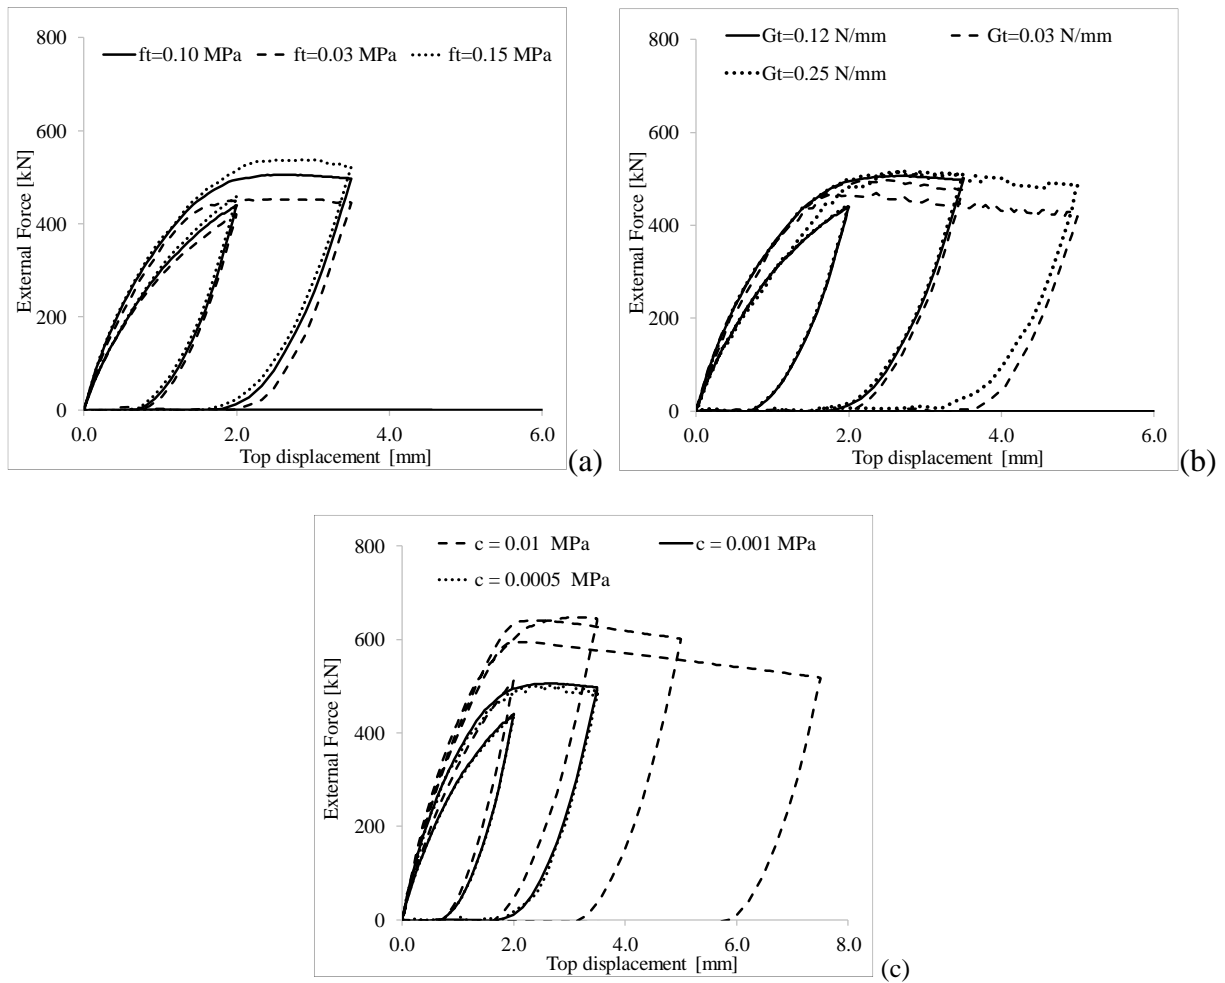 800
ft=0.10 MPa ft=0.03 MPa ft=0.15 MPa
600
400
200
0
External Force [kN]
0.0 2.0 4.0 6.0
Top displacement [mm]
(a)
800
Gt=0.12 N/mm Gt=0.03 N/mm
Gt=0.25 N/mm
600
400
200
0
External Force [kN]
0.0 2.0 4.0 6.0
Top displacement [mm]
(b)
800
c = 0.01 MPa c = 0.001 MPa
c = 0.0005 MPa
600
400
200
0
External Force [kN]
0.0 2.0 4.0 6.0 8.0
Top displacement [mm]
(c)